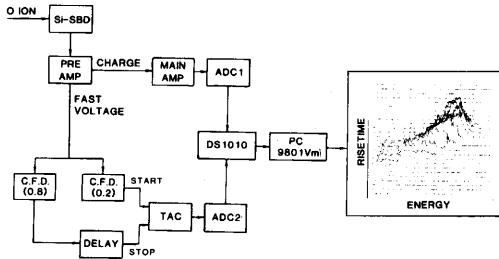 O ION
Si-SBD
PRE
AMP
CHARGE
MAIN
AMP
ADC1
FAST
VOLTAGE
DS1010
PC
9801Vm
RISETIME
ENERGY
C.F.D.
(0.8)
C.F.D.
(0.2)
START
TAC
ADC2
DELAY
STOP